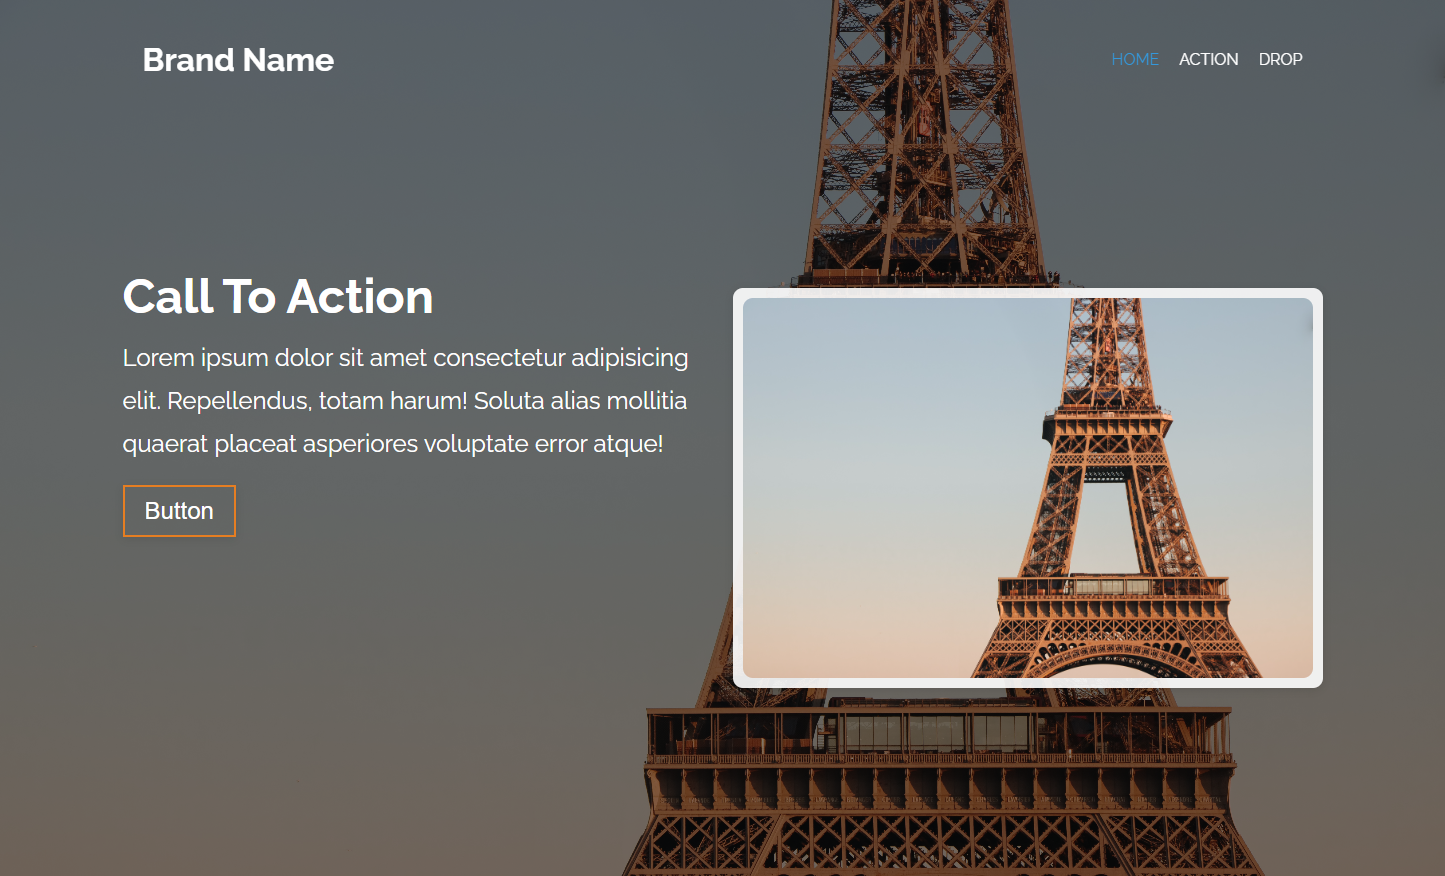 Brand Name
HOME ACTION DROP
Call To Action
Lorem ipsum dolor sit amet consectetur adipisicing
elit. Repellendus, totam harum! Soluta alias mollitia
quaerat placeat asperiores voluptate error atque!
Button